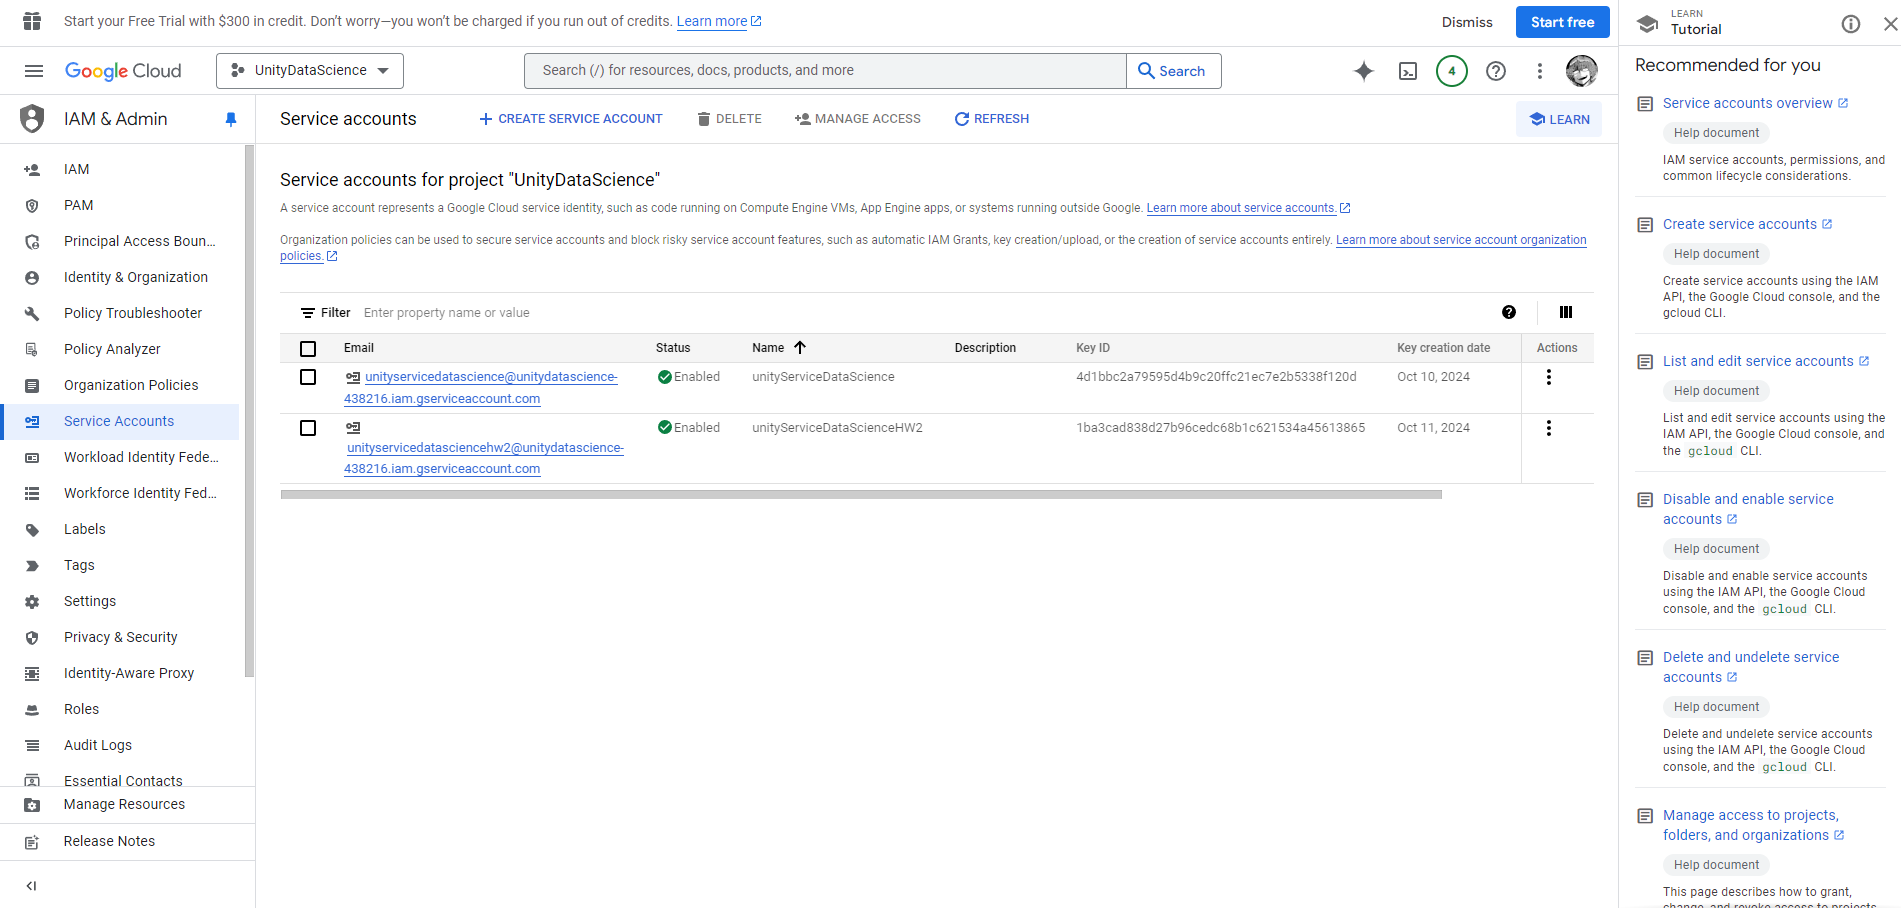 Start your Free Trial with $300 in credit. Don't worry—you won't be charged if you run out of credits. Learn more
Dismiss
Start free
Google Cloud
UnityDataScience
Search (/) for resources, docs, products, and more
Search
4
IAM & Admin
IAM
PAM
Principal Access Boun...
Identity & Organization
Policy Troubleshooter
Policy Analyzer
Organization Policies
Service Accounts
Workload Identity Fede...
Workforce Identity Fed...
Labels
Tags
Settings
Privacy & Security
Identity-Aware Proxy
Roles
Audit Logs
Essential Contacts
Manage Resources
Release Notes
Service accounts
CREATE SERVICE ACCOUNT
DELETE
MANAGE ACCESS
REFRESH
LEARN
Service accounts for project "UnityDataScience"
A service account represents a Google Cloud service identity, such as code running on Compute Engine VMs, App Engine apps, or systems running outside Google. Learn more about service accounts.
Organization policies can be used to secure service accounts and block risky service account features, such as automatic IAM Grants, key creation/upload, or the creation of service accounts entirely. Learn more about service account organization
policies.
Filter Enter property name or value
Email Status Name Description Key ID Key creation date Actions
unityservicedatascience@unitydatascience- Enabled unityServiceDataScience 4d1bbc2a79595d4b9c20ffc21ec7e2b5338f120d Oct 10, 2024
438216.iam.gserviceaccount.com
Enabled unityServiceDataScienceHW2 1ba3cad838d27b96cedc68b1c621534a45613865 Oct 11, 2024
unityservicedatasciencehw2@unitydatascience-
438216.iam.gserviceaccount.com
LEARN
Tutorial
Recommended for you
Service accounts overview
Help document
IAM service accounts, permissions, and
common lifecycle considerations.
Create service accounts
Help document
Create service accounts using the IAM
API, the Google Cloud console, and the
gcloud CLI.
List and edit service accounts
Help document
List and edit service accounts using the
IAM API, the Google Cloud console, and
the gcloud CLI.
Disable and enable service
accounts
Help document
Disable and enable service accounts
using the IAM API, the Google Cloud
console, and the gcloud CLI.
Delete and undelete service
accounts
Help document
Delete and undelete service accounts
using the IAM API, the Google Cloud
console, and the gcloud CLI.
Manage access to projects,
folders, and organizations
Help document
This page describes how to grant,
change, and revoke access to projects